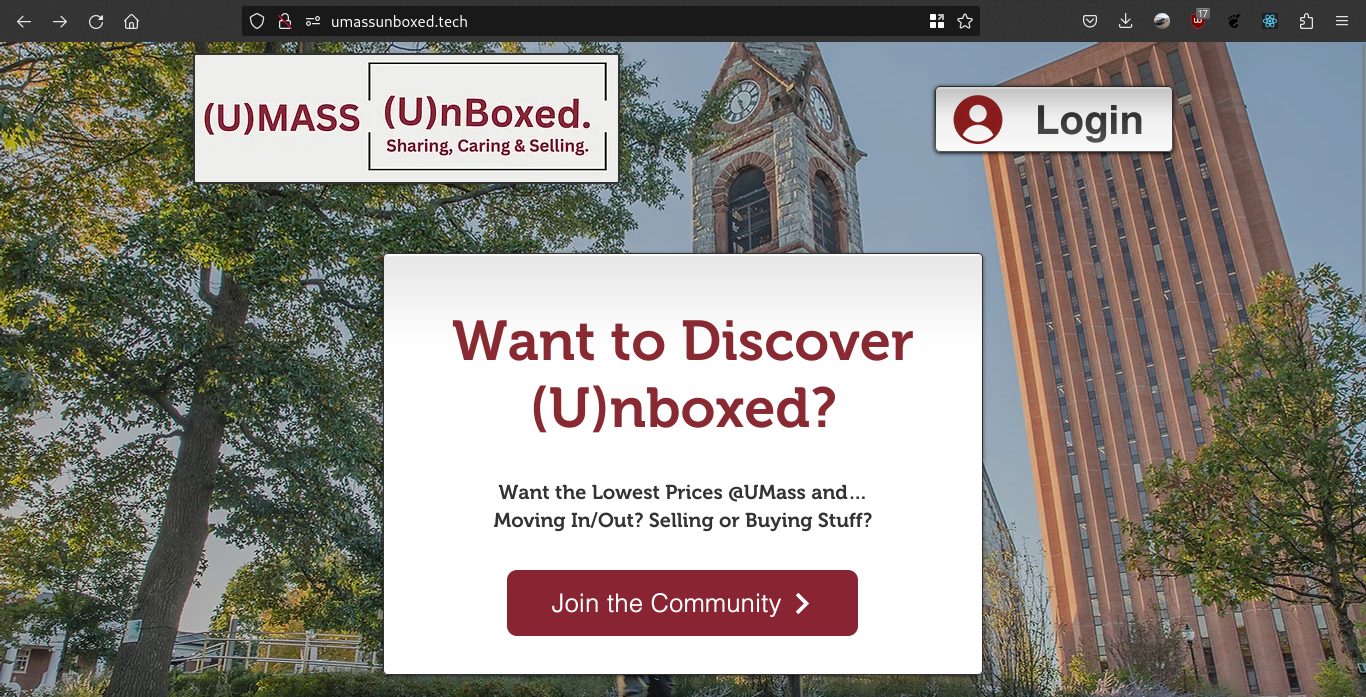 umassunboxed.tech
17
(U)MASS
(U)nBoxed.
Sharing, Caring & Selling.
Login
Want to Discover
(U)nboxed?
Want the Lowest Prices @UMass and...
Moving In/Out? Selling or Buying Stuff?
Join the Community